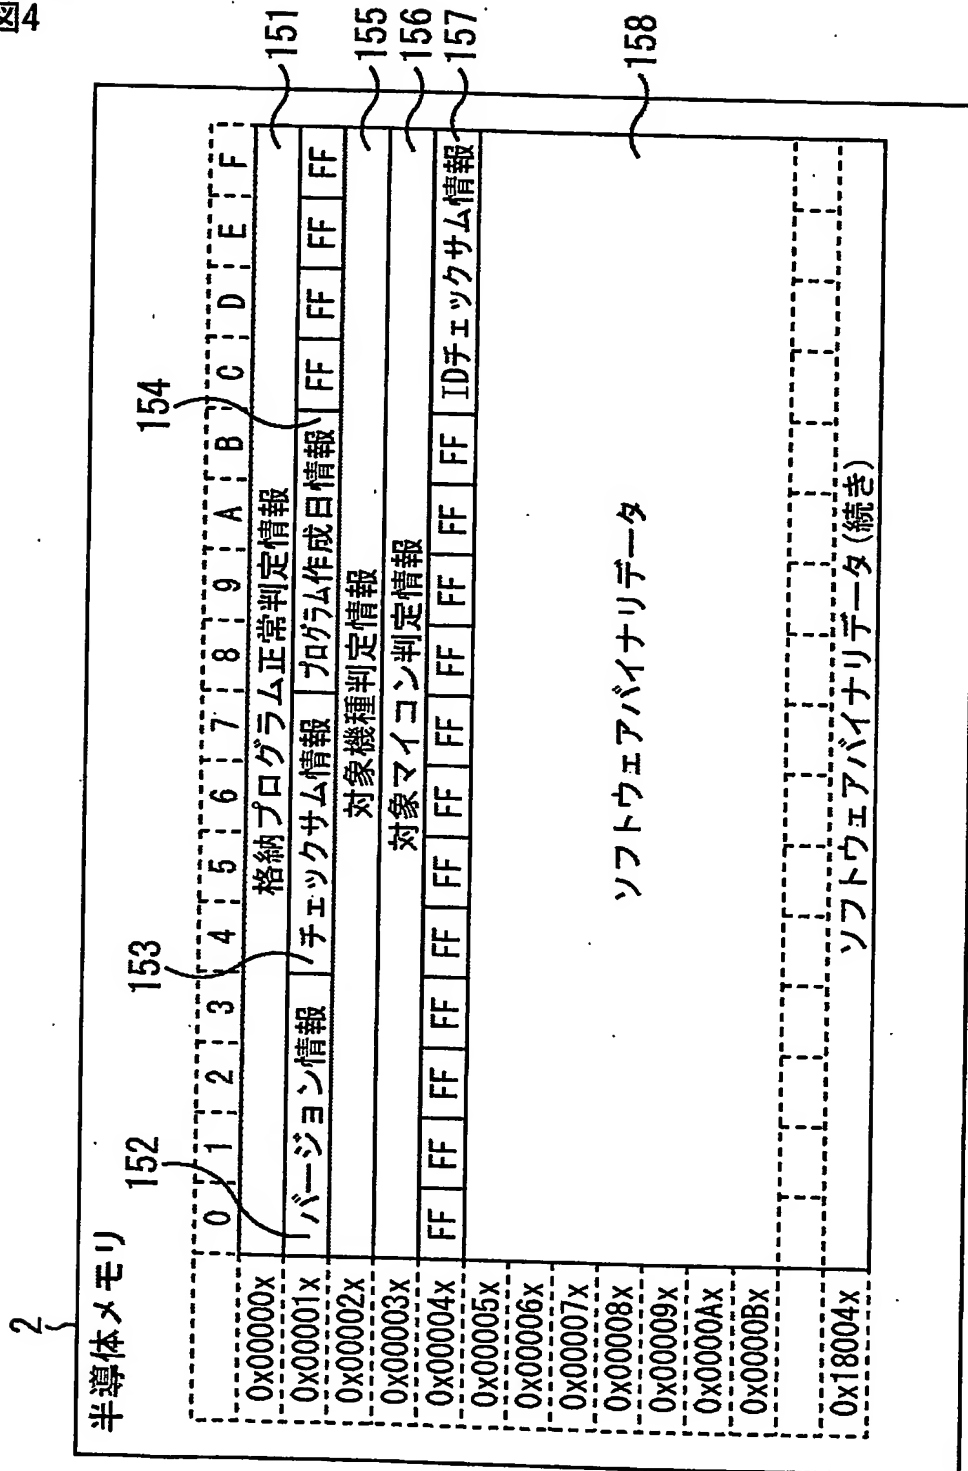 図4
2
半導体メモリ
152
153
154
151
155
156
157
158
0 1 2 3 4 5 6 7 8 9 A B C D E F
0x00000x 格納プログラム正常判定情報
0x00001x バージョン情報 チェックサム情報 プログラム作成日情報 FF FF FF FF
0x00002x 対象機種判定情報
0x00003x 対象マイコン判定情報
0x00004x FF FF FF FF FF FF FF FF FF FF FF FF IDチェックサム情報
0x00005x
0x00006x
0x00007x
0x00008x ソフトウェアバイナリデータ
0x00009x
0x0000Ax
0x0000Bx
0x18004x ソフトウェアバイナリデータ(続き)